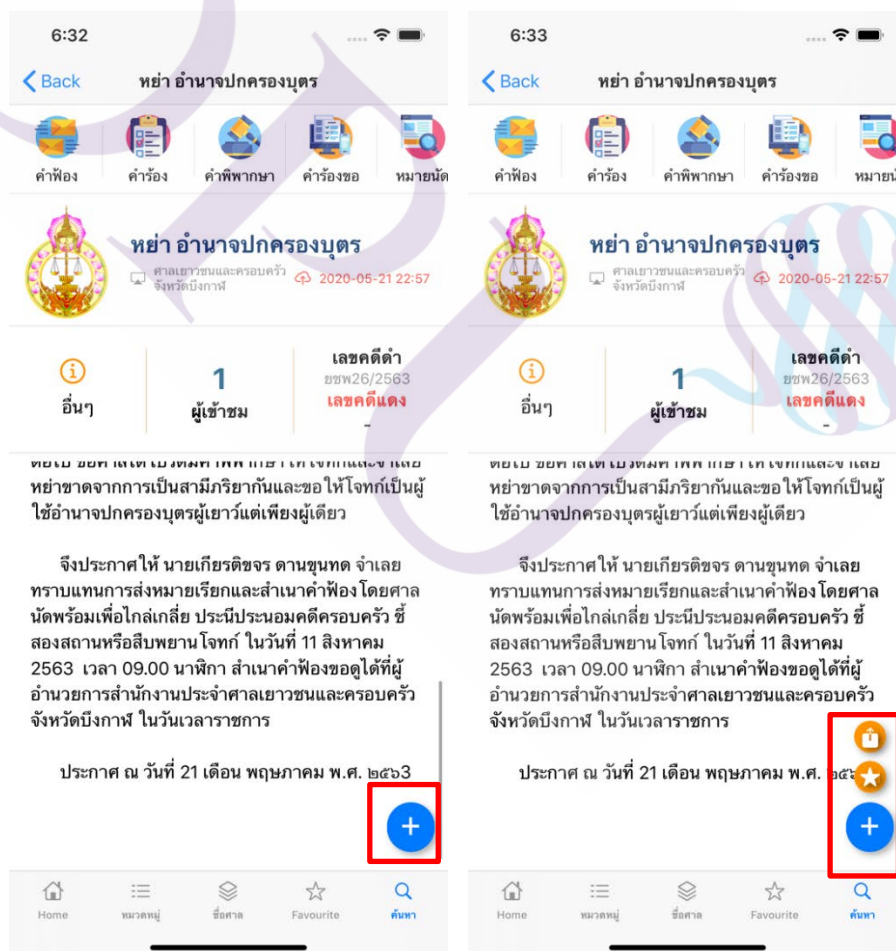 6:32
Back
หย่า อำนาจปกครองบุตร
คำฟ้อง
คำร้อง
คำพิพากษา
คำร้องขอ
หมายนัด
หย่า อำนาจปกครองบุตร
ศาลเยาวชนและครอบครัว
จังหวัดบึงกาฬ
2020-05-21 22:57
อื่นๆ
1
ผู้เข้าชม
เลขคดีดำ
ยชพ26/2563
เลขคดีแดง
-
หย่าขาดจากการเป็นสามีภริยากันและขอให้โจทก์เป็นผู้
ใช้อำนาจปกครองบุตรผู้เยาว์แต่เพียงผู้เดียว
จึงประกาศให้ นายเกียรติขจร ดานขุนทด จำเลย
ทราบแทนการส่งหมายเรียกและสำเนาคำฟ้อง โดยศาล
นัดพร้อมเพื่อไกล่เกลี่ย ประนีประนอมคดีครอบครัว ชี้
สองสถานหรือสืบพยานโจทก์ ในวันที่ 11 สิงหาคม
2563 เวลา 09.00 นาฬิกา สำเนาคำฟ้องขอดูได้ที่ผู้
อำนวยการสำนักงานประจำศาลเยาวชนและครอบครัว
จังหวัดบึงกาฬ ในวันเวลาราชการ
ประกาศ ณ วันที่ 21 เดือน พฤษภาคม พ.ศ. ๒๕๖3
Home
หมวดหมู่
ชื่อศาล
Favourite
ค้นหา
6:33
Back
หย่า อำนาจปกครองบุตร
คำฟ้อง
คำร้อง
คำพิพากษา
คำร้องขอ
หย่า อำนาจปกครองบุตร
ศาลเยาวชนและครอบครัว
จังหวัดบึงกาฬ
2020-05-21 22:57
อื่นๆ
1
ผู้เข้าชม
เลขคดีดำ
ยชพ26/2563
เลขคดีแดง
-
หย่าขาดจากการเป็นสามีภริยากันและขอให้โจทก์เป็นผู้
ใช้อำนาจปกครองบุตรผู้เยาว์แต่เพียงผู้เดียว
จึงประกาศให้ นายเกียรติขจร ดานขุนทด จำเลย
ทราบแทนการส่งหมายเรียกและสำเนาคำฟ้อง โดยศาล
นัดพร้อมเพื่อไกล่เกลี่ย ประนีประนอมคดีครอบครัว ชี้
สองสถานหรือสืบพยานโจทก์ ในวันที่ 11 สิงหาคม
2563 เวลา 09.00 นาฬิกา สำเนาคำฟ้องขอดูได้ที่ผู้
อำนวยการสำนักงานประจำศาลเยาวชนและครอบครัว
จังหวัดบึงกาฬ ในวันเวลาราชการ
ประกาศ ณ วันที่ 21 เดือน พฤษภาคม พ.ศ.
Home
หมวดหมู่
ชื่อศาล
Favourite
ค้นหา